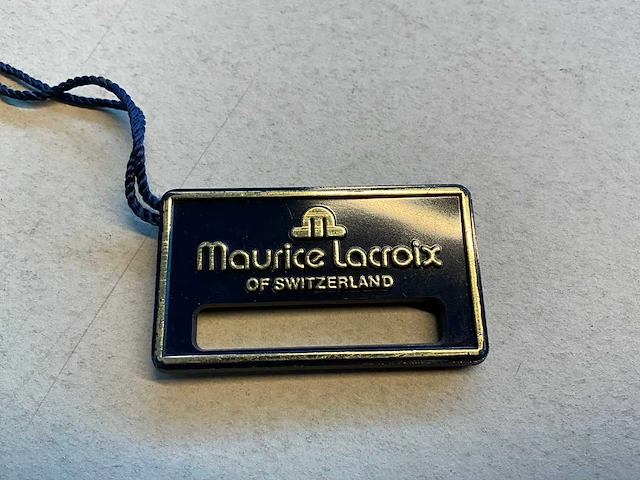 Maurice Lacroix
OF SWITZERLAND